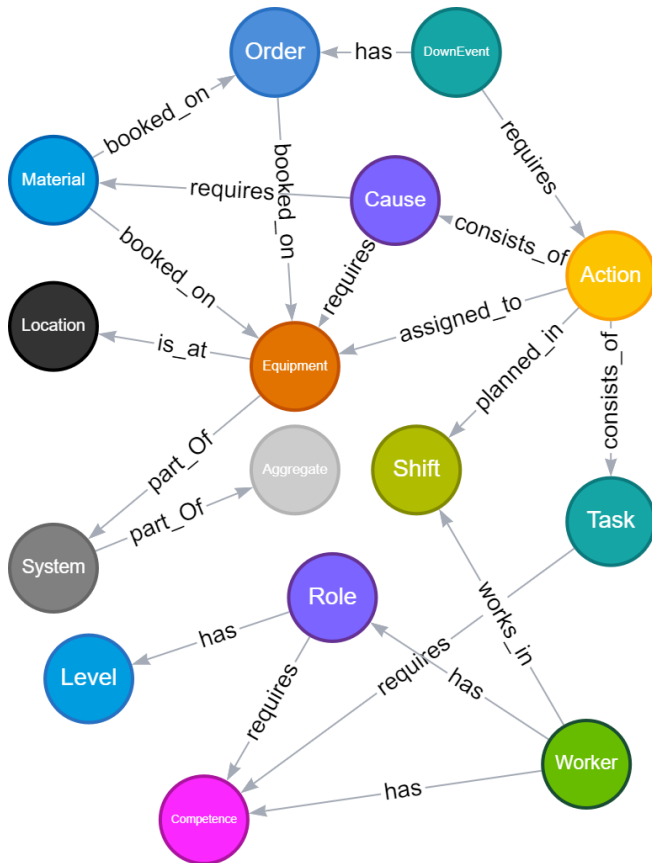 Order
has
DownEvent
booked_on
requires
Material
requires
Cause
booked_on
consists_of
Action
booked_on
requires
Location
is_at
Equipment
assigned_to
planned_in
consists_of
part_Of
Aggregate
Shift
part_Of
Task
System
Role
works_in
has
requires
Level
has
requires
Worker
has
Competence